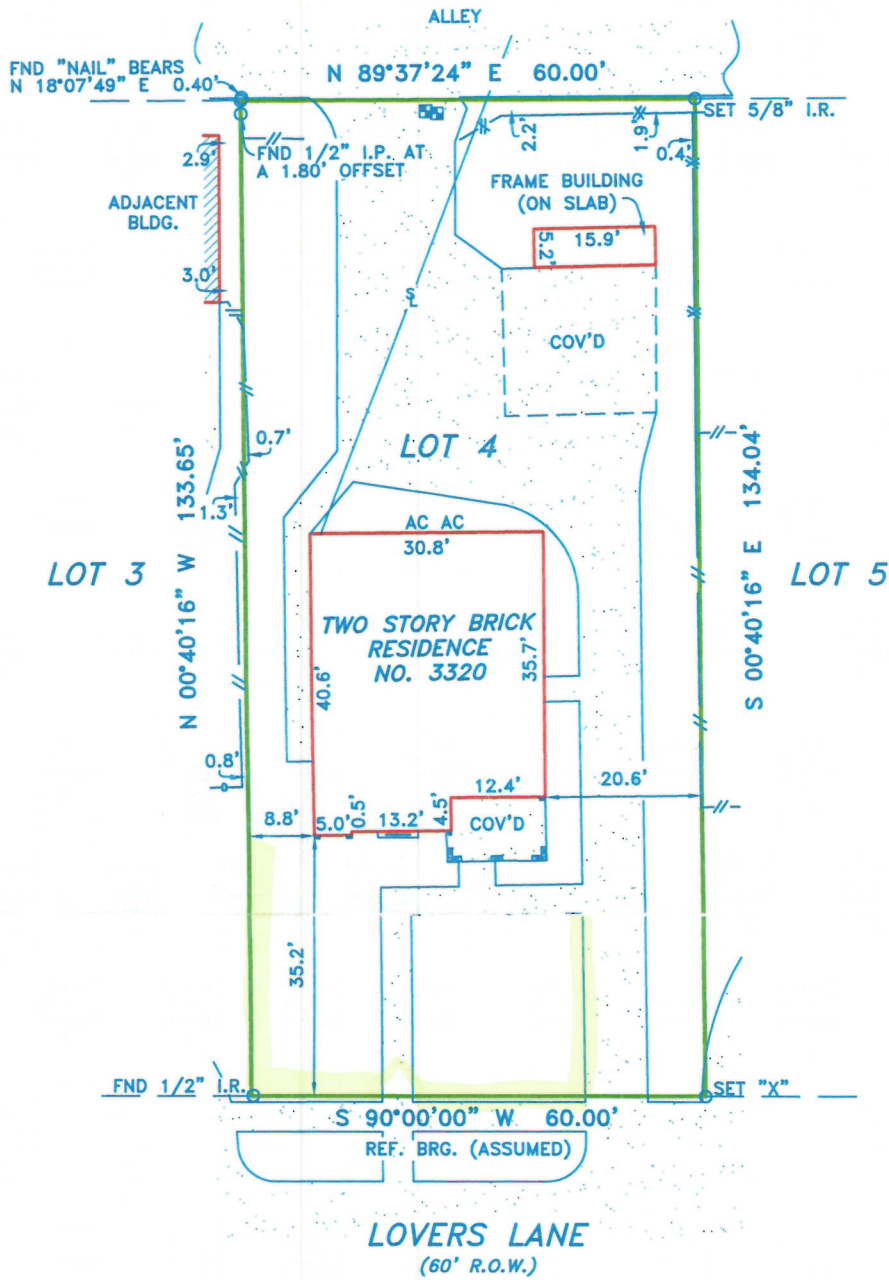 ALLEY
FND "NAIL" BEARS
N 18°07'49" E 0.40'
N 89°37'24" E 60.00'
SET 5/8" I.R.
2.9'
FND 1/2" I.P. AT
A 1.80' OFFSET
2.2'
1.9'
0.4'
ADJACENT
BLDG.
FRAME BUILDING
(ON SLAB)
15.9'
5.2'
3.0'
COV'D
0.7'
LOT 4
1.3'
N 00°40'16" W 133.65'
S 00°40'16" E 134.04'
AC AC
30.8'
LOT 3
LOT 5
TWO STORY BRICK
RESIDENCE
NO. 3320
40.6'
35.7'
0.8'
12.4'
20.6'
8.8'
5.0'
0.5'
13.2'
4.5'
COV'D
35.2'
FND 1/2" I.R.
SET "X"
S 90°00'00" W 60.00'
REF. BRG. (ASSUMED)
LOVERS LANE
(60' R.O.W.)